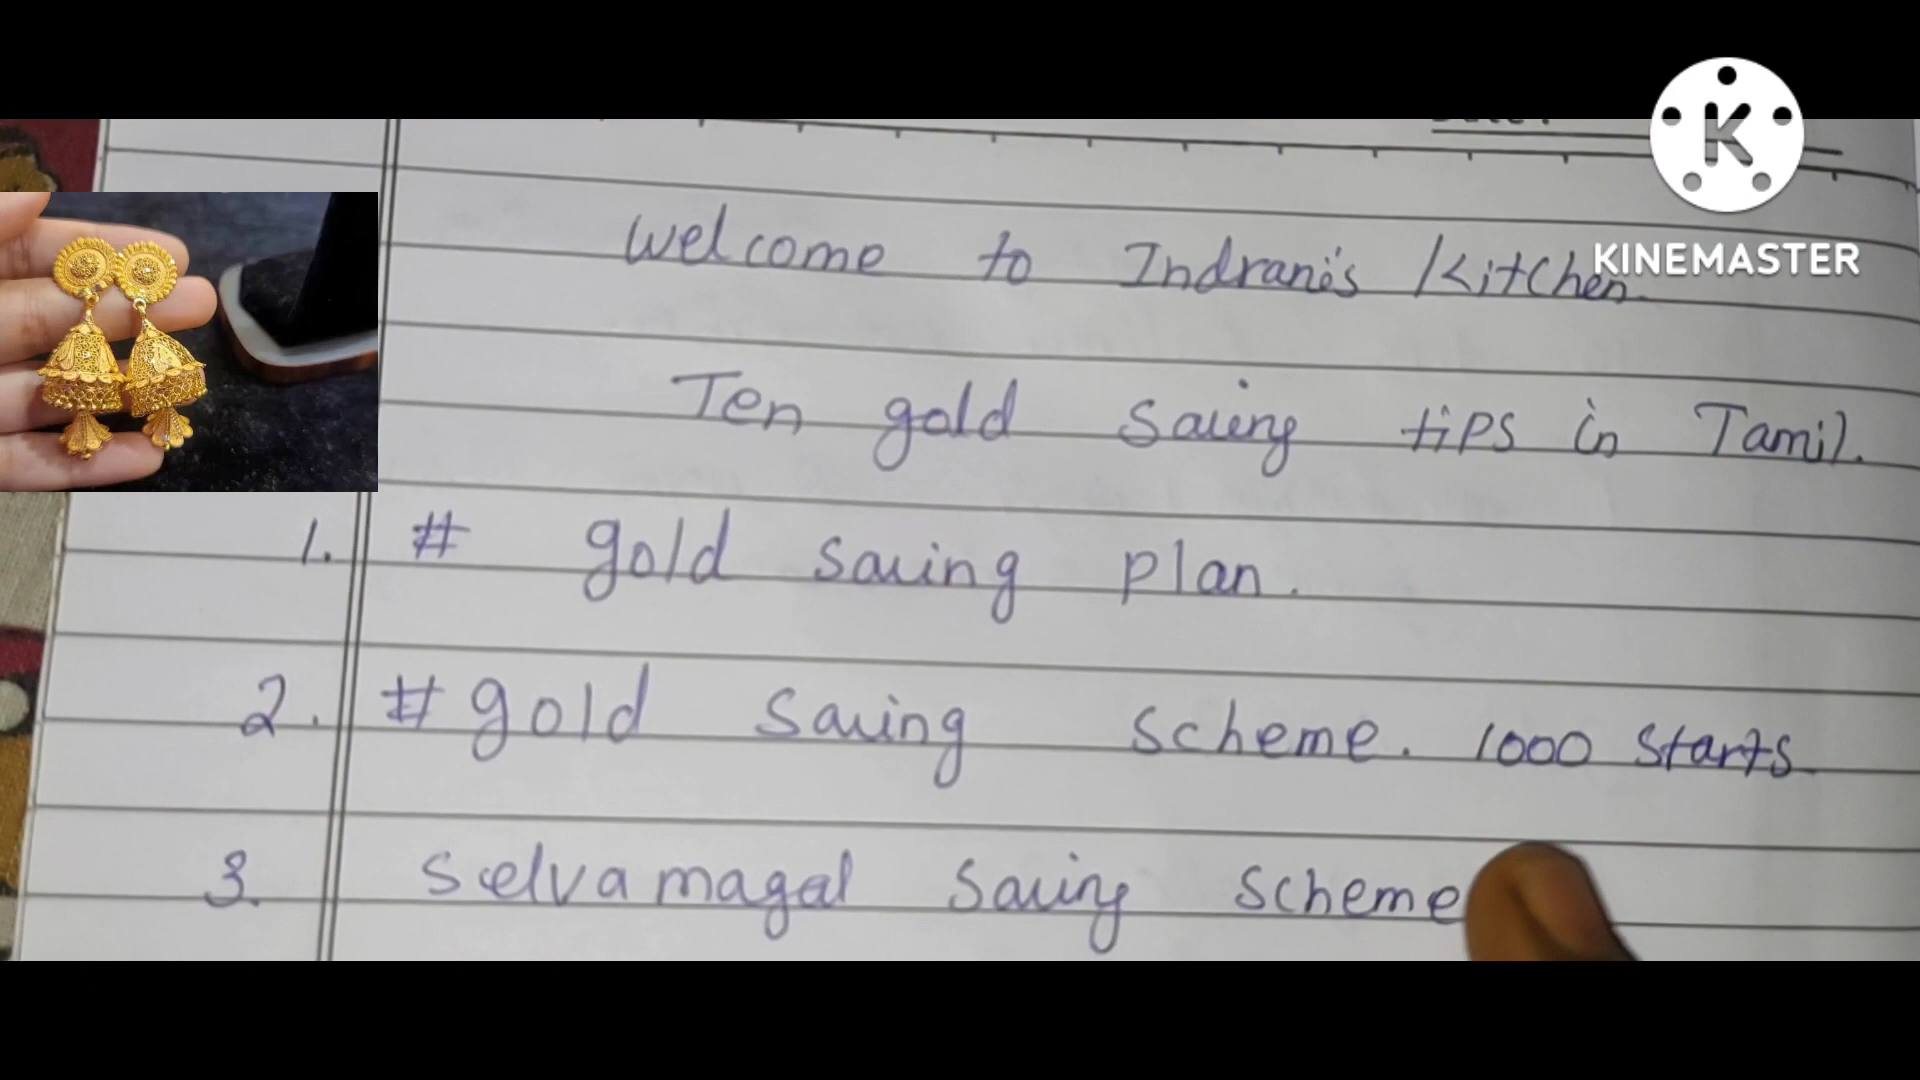 Welcome to Indrani's Kitchen.
Ten gold saving tips in Tamil.
1. # gold saving plan.
2. # gold saving scheme. 1000 starts
3. selvamagal saving scheme
K
KINEMASTER